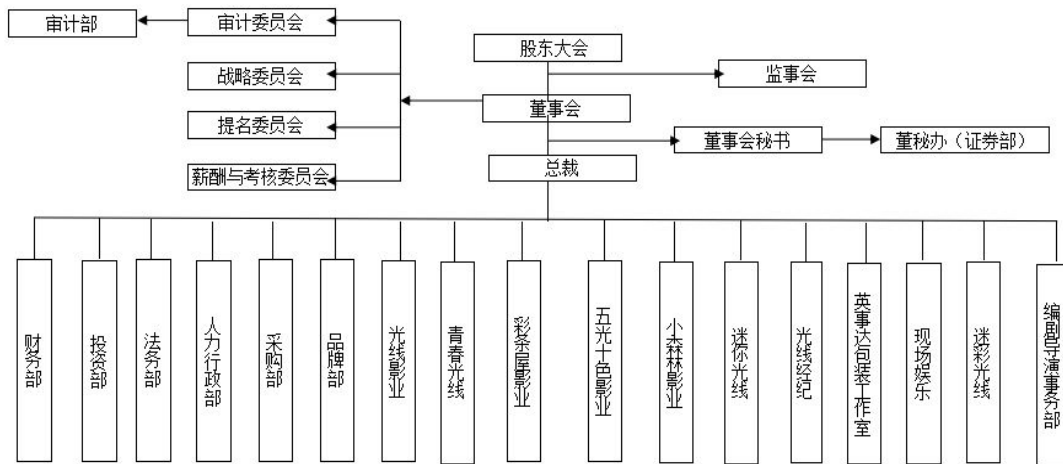 审计部
审计委员会
战略委员会
提名委员会
薪酬与考核委员会
股东大会
监事会
董事会
董事会秘书
董秘办（证券部）
总裁
财务部
投资部
法务部
人力行政部
采购部
品牌部
光线影业
青春光线
彩条屋影业
五光十色影业
小森林影业
迷你光线
光线经纪
英事达包装工作室
现场娱乐
迷彩光线
编剧导演事务部